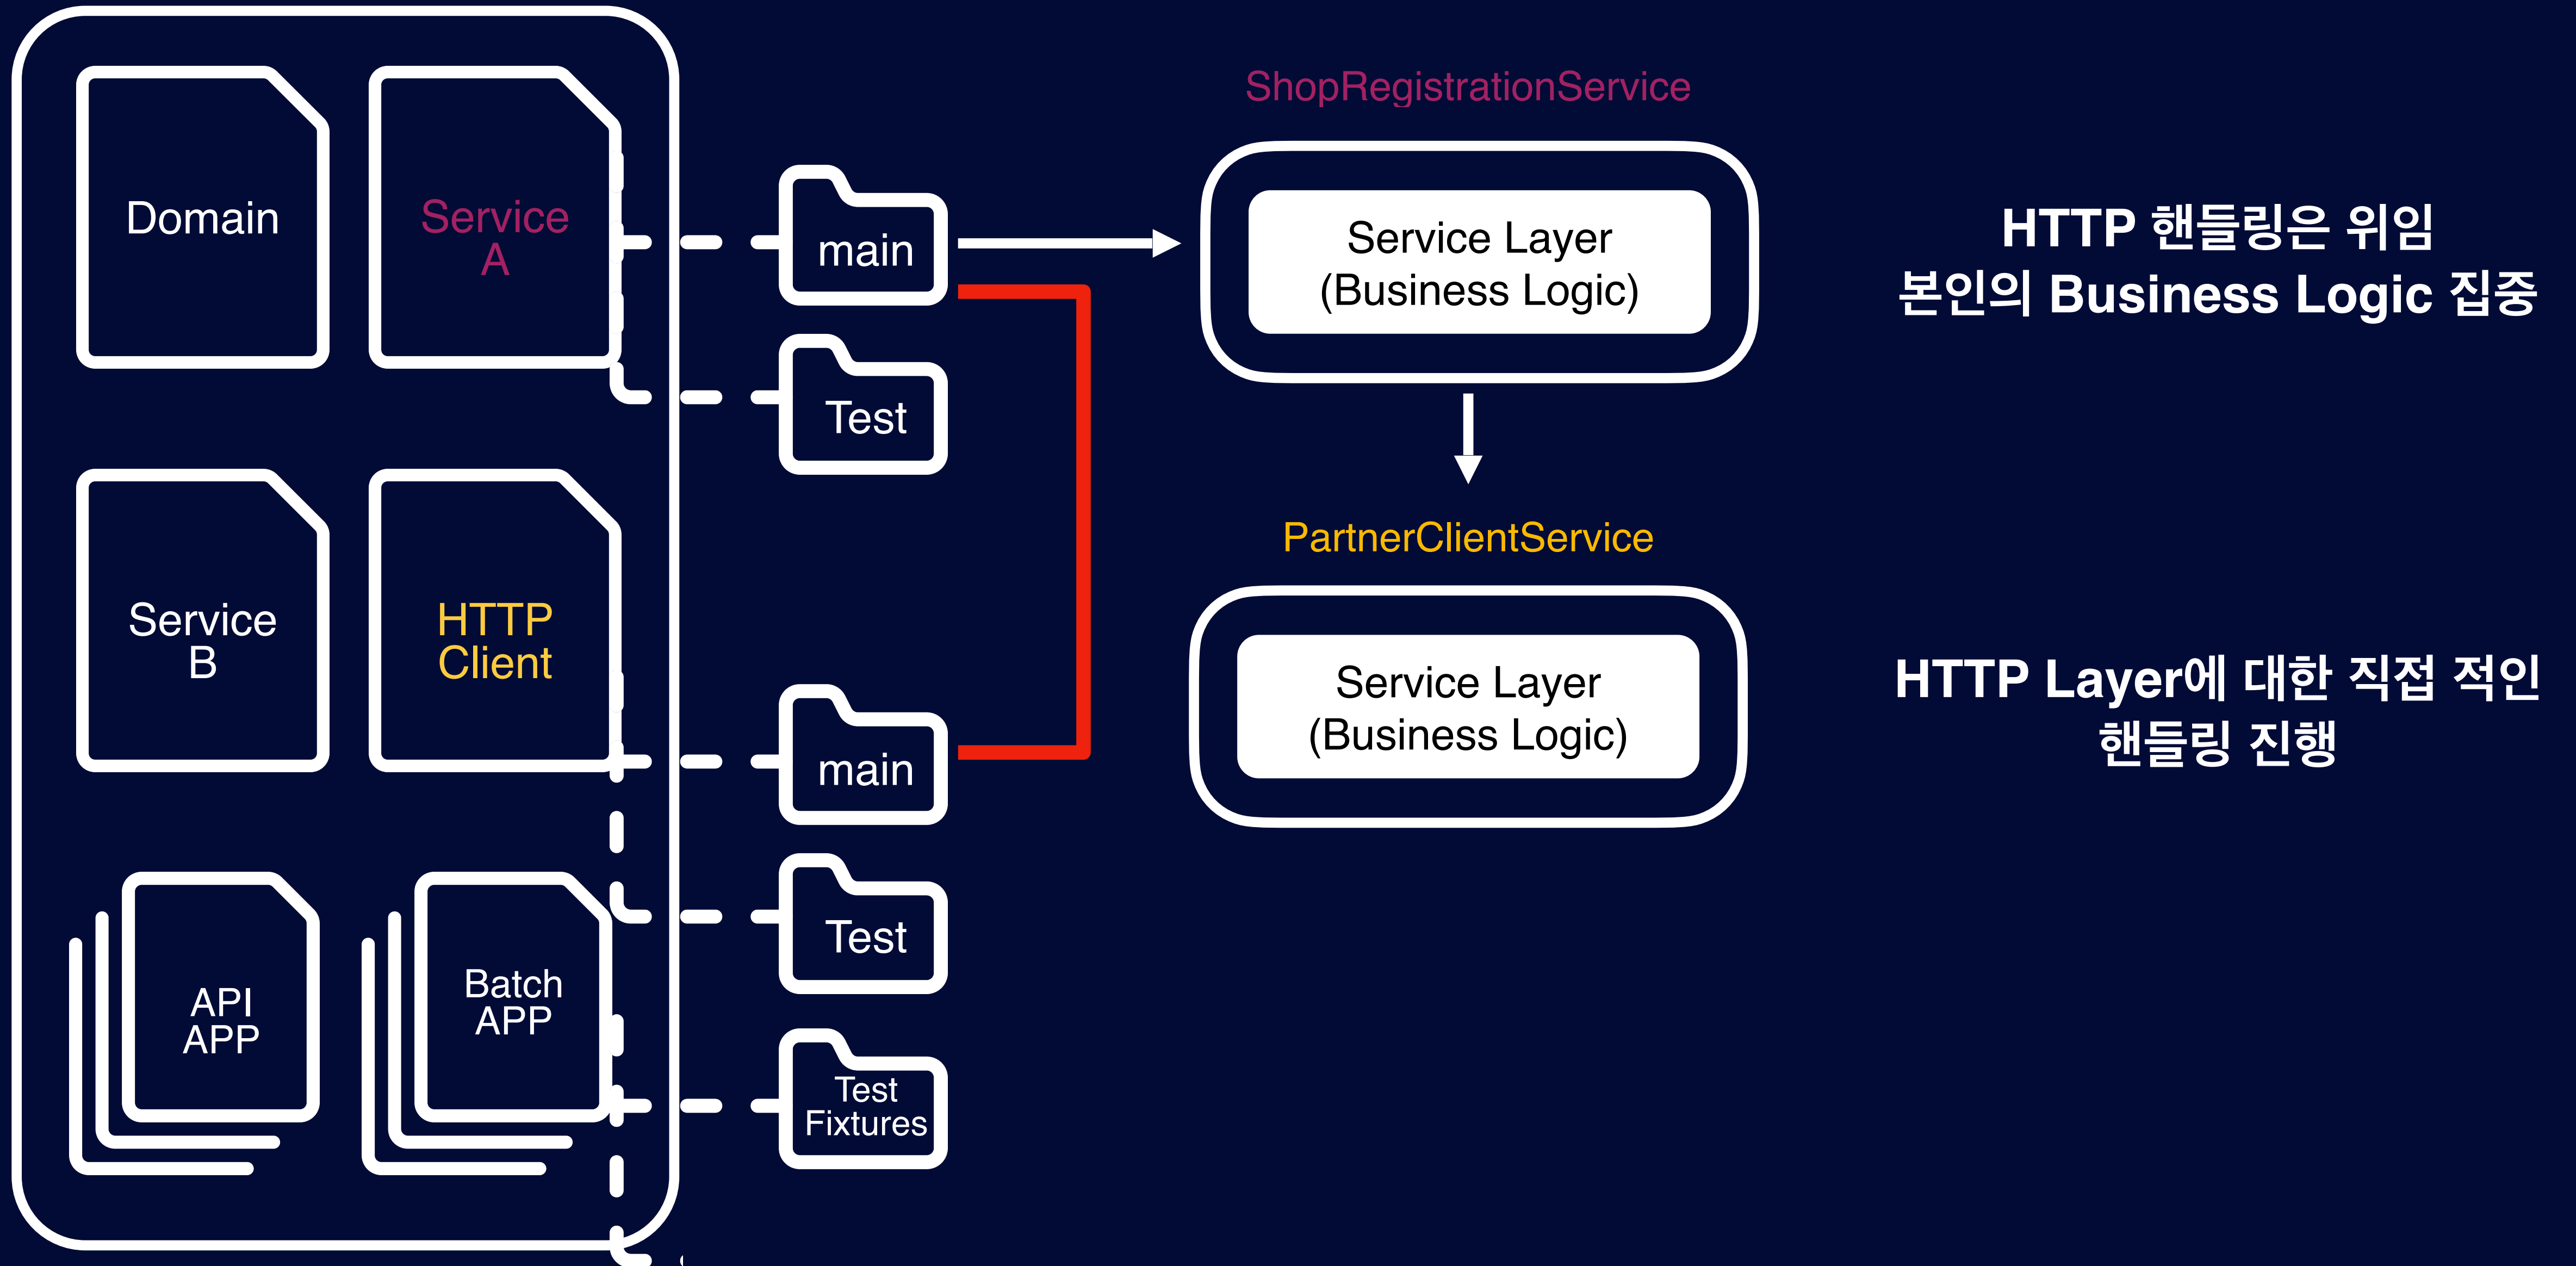 Domain
Service
A
Service
B
HTTP
Client
API
APP
Batch
APP
main
Test
main
Test
Test
Fixtures
ShopRegistrationService
Service Layer
(Business Logic)
PartnerClientService
Service Layer
(Business Logic)
HTTP 핸들링은 위임
본인의 Business Logic 집중
HTTP Layer에 대한 직접 적인
핸들링 진행